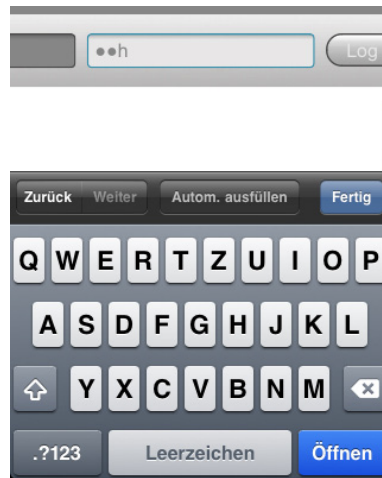 ●●h Log
Zurück Weiter Autom. ausfüllen Fertig
Q W E R T Z U I O P
A S D F G H J K L
Y X C V B N M
.?123 Leerzeichen Öffnen